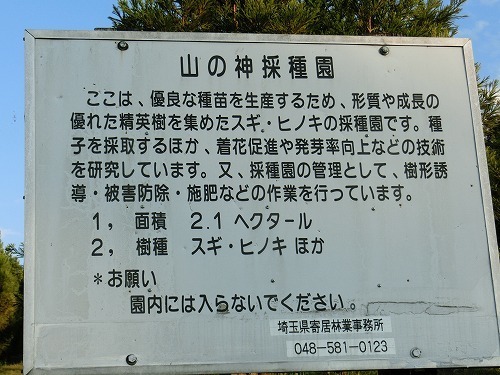 山の神採種園
ここは、優良な種苗を生産するため、形質や成長の
優れた精英樹を集めたスギ・ヒノキの採種園です。種
子を採取するほか、着花促進や発芽率向上などの技術
を研究しています。又、採種園の管理として、樹形誘
導・被害防除・施肥などの作業を行っています。
1, 面積 2.1 ヘクタール
2, 樹種 スギ・ヒノキ ほか
*お願い
園内には入らないでください。
埼玉県寄居林業事務所
048-581-0123